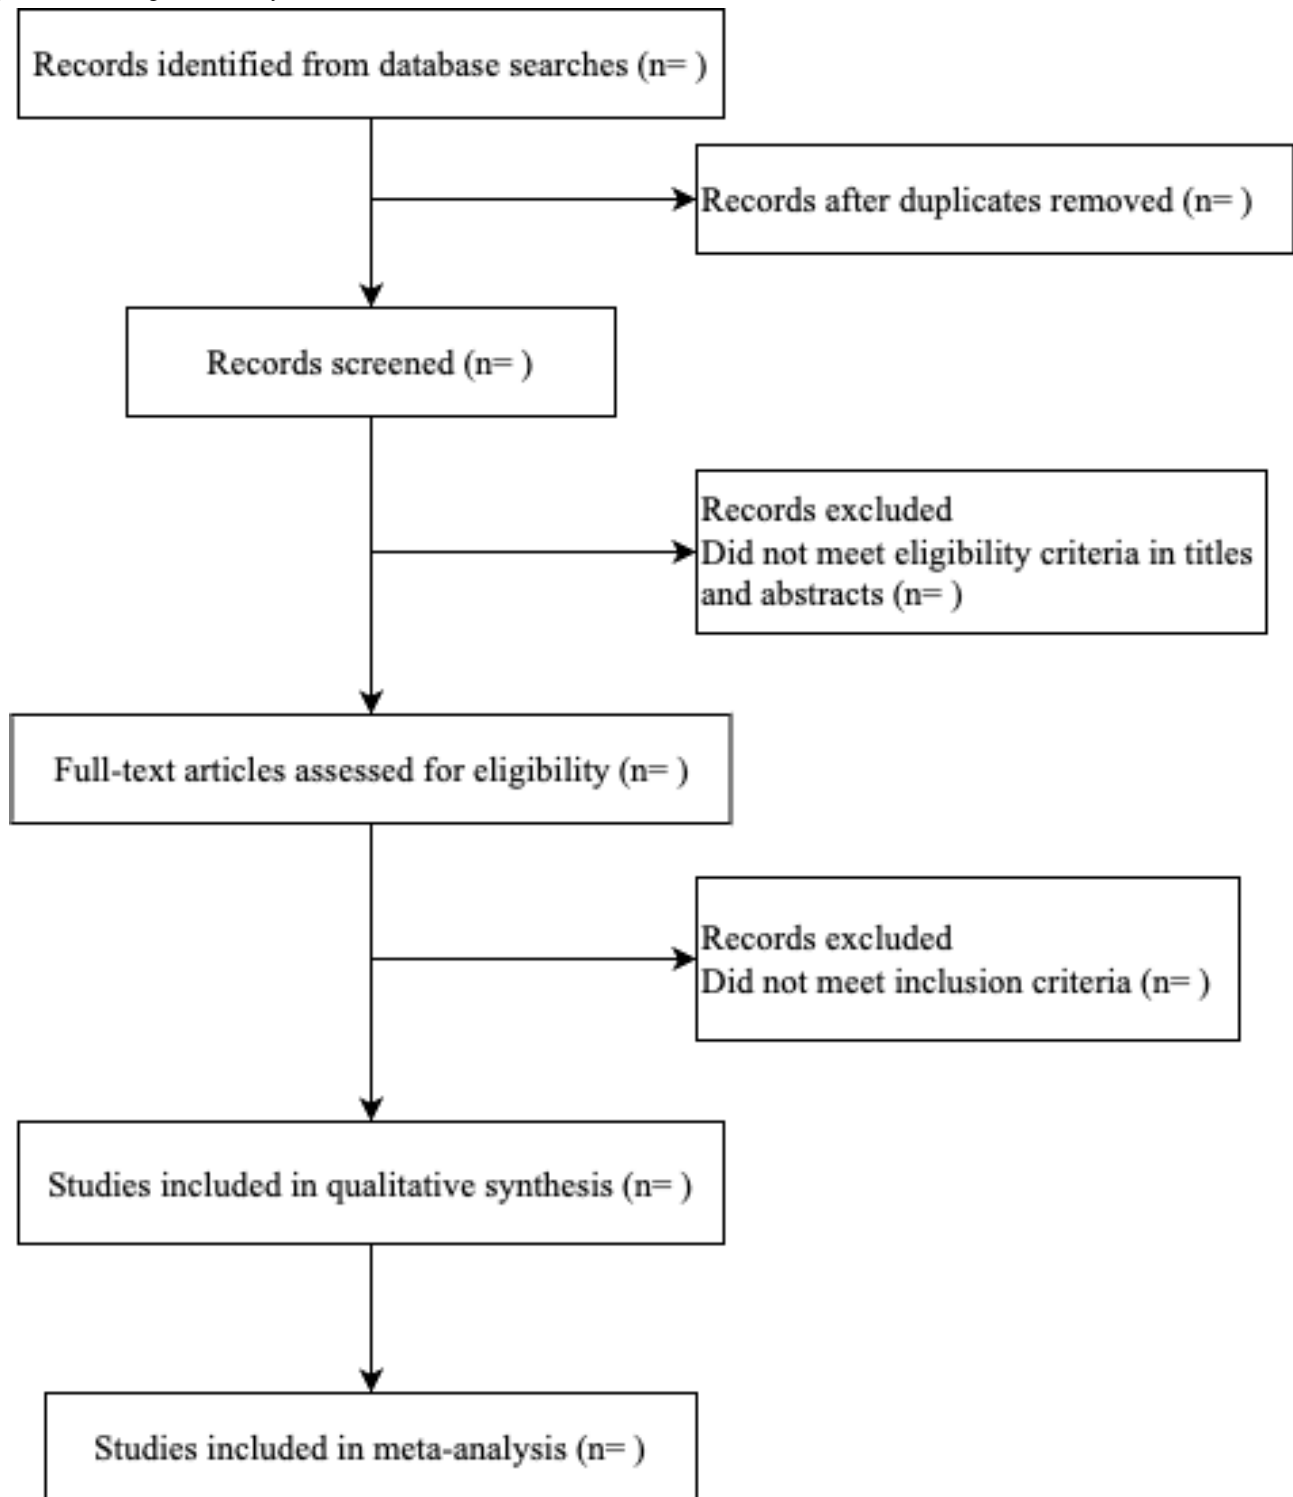 Records identified from database searches (n= )
Records after duplicates removed (n= )
Records screened (n= )
Records excluded
Did not meet eligibility criteria in titles
and abstracts (n= )
Full-text articles assessed for eligibility (n= )
Records excluded
Did not meet inclusion criteria (n= )
Studies included in qualitative synthesis (n= )
Studies included in meta-analysis (n= )